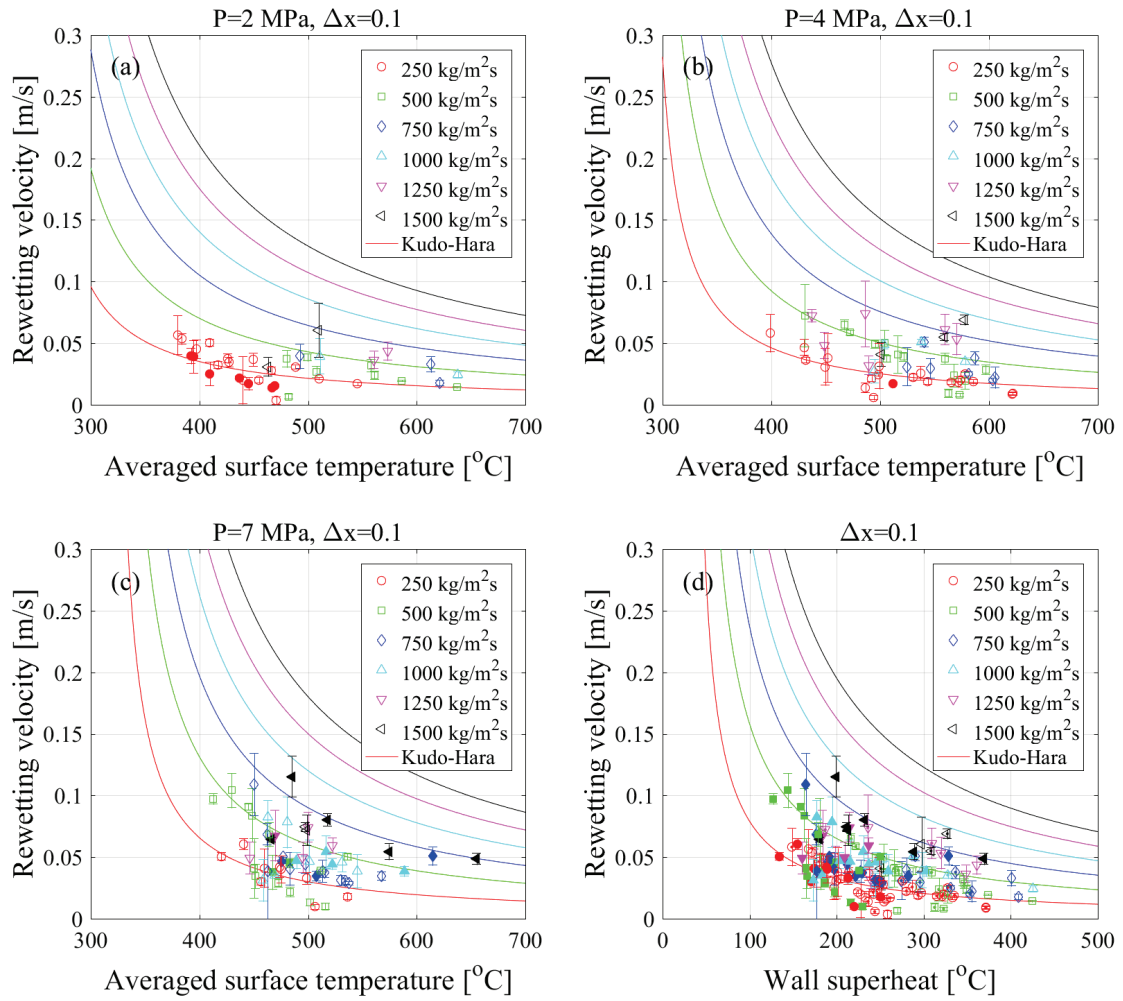 P=2 MPa, Δx=0.1
(a)
Rewetting velocity [m/s]
0.3
0.25
0.2
0.15
0.1
0.05
0
300 400 500 600 700
Averaged surface temperature [°C]
250 kg/m²s
500 kg/m²s
750 kg/m²s
1000 kg/m²s
1250 kg/m²s
1500 kg/m²s
Kudo-Hara
P=4 MPa, Δx=0.1
(b)
Rewetting velocity [m/s]
0.3
0.25
0.2
0.15
0.1
0.05
0
300 400 500 600 700
Averaged surface temperature [°C]
250 kg/m²s
500 kg/m²s
750 kg/m²s
1000 kg/m²s
1250 kg/m²s
1500 kg/m²s
Kudo-Hara
P=7 MPa, Δx=0.1
(c)
Rewetting velocity [m/s]
0.3
0.25
0.2
0.15
0.1
0.05
0
300 400 500 600 700
Averaged surface temperature [°C]
250 kg/m²s
500 kg/m²s
750 kg/m²s
1000 kg/m²s
1250 kg/m²s
1500 kg/m²s
Kudo-Hara
Δx=0.1
(d)
Rewetting velocity [m/s]
0.3
0.25
0.2
0.15
0.1
0.05
0
0 100 200 300 400 500
Wall superheat [°C]
250 kg/m²s
500 kg/m²s
750 kg/m²s
1000 kg/m²s
1250 kg/m²s
1500 kg/m²s
Kudo-Hara